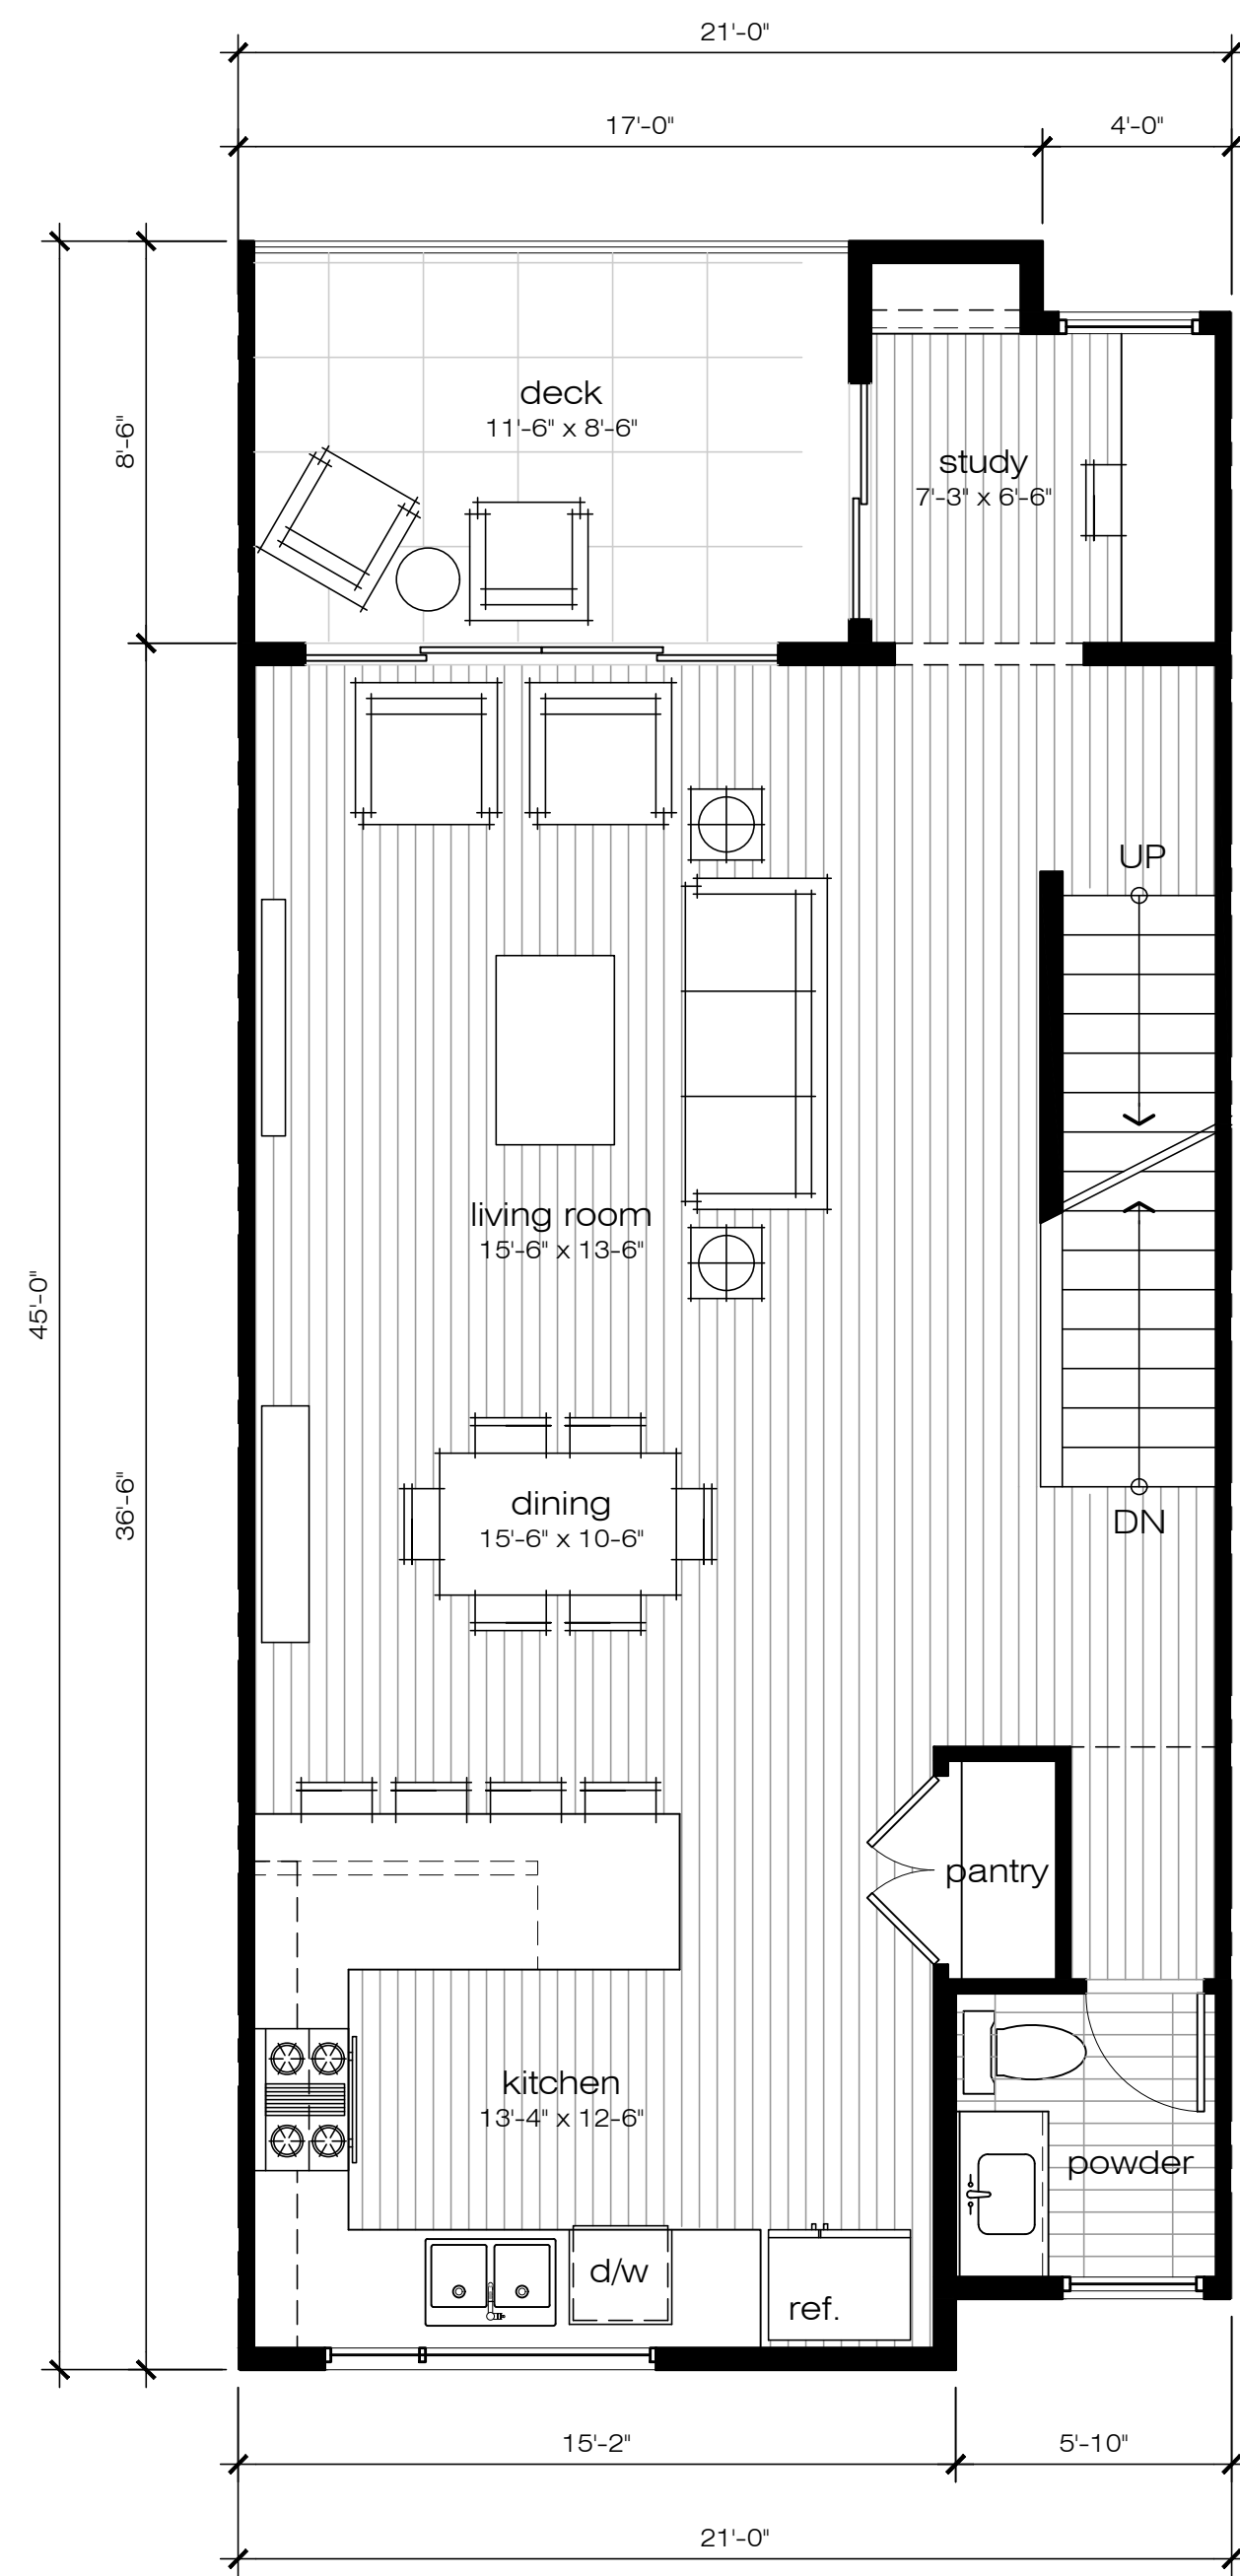 21'-0"
17'-0"
4'-0"
deck
11'-6" x 8'-6"
8'-6"
study
7'-3" x 6'-6"
UP
living room
15'-6" x 13-6"
45'-0"
36'-6"
dining
15'-6" x 10-6"
DN
pantry
kitchen
13'-4" x 12-6"
powder
d/w
ref.
15'-2"
5'-10"
21'-0"